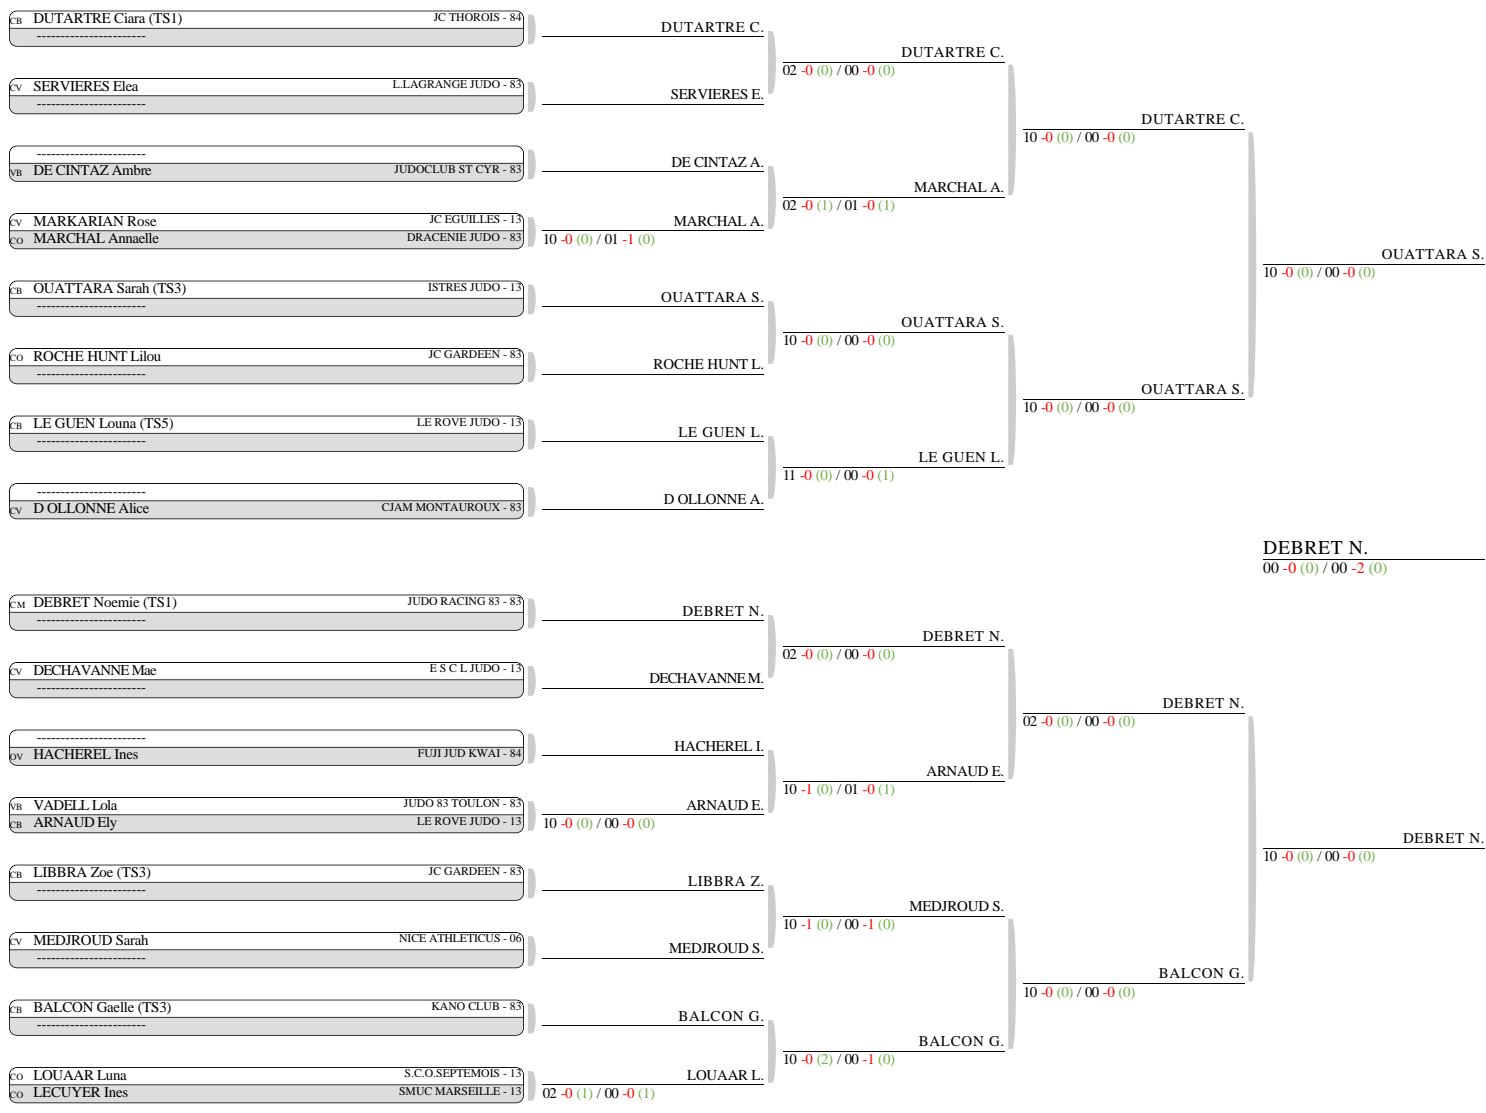 CB DUTARTRE Ciara (TS1) JC THOROIS - 84
-----------------------
CV SERVIERES Elea L.LAGRANGE JUDO - 83
-----------------------
-----------------------
VB DE CINTAZ Ambre JUDOCLUB ST CYR - 83
CV MARKARIAN Rose JC EGUILLES - 13
CO MARCHAL Annaelle DRACENIE JUDO - 83
CB OUATTARA Sarah (TS3) ISTRES JUDO - 13
-----------------------
CO ROCHE HUNT Lilou JC GARDEEN - 83
-----------------------
CB LE GUEN Louna (TS5) LE ROVE JUDO - 13
-----------------------
-----------------------
CV D OLLONNE Alice CJAM MONTAUROUX - 83
CM DEBRET Noemie (TS1) JUDO RACING 83 - 83
-----------------------
CV DECHAVANNE Mae E S C L JUDO - 13
-----------------------
-----------------------
OV HACHEREL Ines FUJI JUD KWAI - 84
VB VADELL Lola JUDO 83 TOULON - 83
CB ARNAUD Ely LE ROVE JUDO - 13
CB LIBBRA Zoe (TS3) JC GARDEEN - 83
-----------------------
CV MEDJROUD Sarah NICE ATHLETICUS - 06
-----------------------
CB BALCON Gaelle (TS3) KANO CLUB - 83
-----------------------
CO LOUAAR Luna S.C.O.SEPTEMOIS - 13
CO LECUYER Ines SMUC MARSEILLE - 13
DUTARTRE C.
SERVIERES E.
DE CINTAZ A.
MARCHAL A.
10 -0 (0) / 01 -1 (0)
OUATTARA S.
ROCHE HUNT L.
LE GUEN L.
D OLLONNE A.
DEBRET N.
DECHAVANNE M.
HACHEREL I.
ARNAUD E.
10 -0 (0) / 00 -0 (0)
LIBBRA Z.
MEDJROUD S.
BALCON G.
LOUAAR L.
02 -0 (1) / 00 -0 (1)
DUTARTRE C.
02 -0 (0) / 00 -0 (0)
MARCHAL A.
02 -0 (1) / 01 -0 (1)
OUATTARA S.
10 -0 (0) / 00 -0 (0)
LE GUEN L.
11 -0 (0) / 00 -0 (1)
DEBRET N.
02 -0 (0) / 00 -0 (0)
ARNAUD E.
10 -1 (0) / 01 -0 (1)
MEDJROUD S.
10 -1 (0) / 00 -1 (0)
BALCON G.
10 -0 (2) / 00 -1 (0)
DUTARTRE C.
10 -0 (0) / 00 -0 (0)
OUATTARA S.
10 -0 (0) / 00 -0 (0)
DEBRET N.
02 -0 (0) / 00 -0 (0)
BALCON G.
10 -0 (0) / 00 -0 (0)
OUATTARA S.
10 -0 (0) / 00 -0 (0)
DEBRET N.
00 -0 (0) / 00 -2 (0)
DEBRET N.
10 -0 (0) / 00 -0 (0)